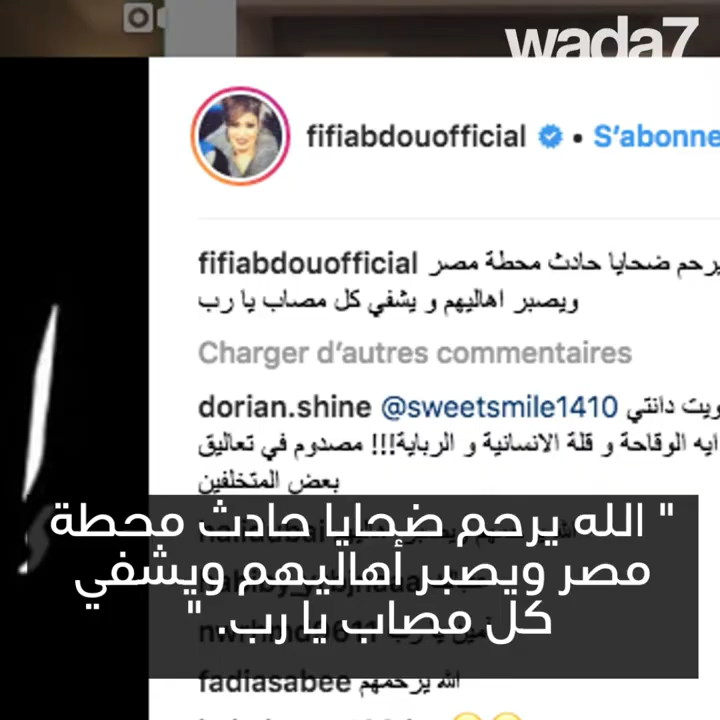 wada7
fifiabdouofficial • S'abonne
fifiabdouofficial يرحم ضحايا حادث محطة مصر
ويصبر اهاليهم و يشفي كل مصاب يا رب
Charger d'autres commentaires
dorian.shine @sweetsmile1410 دانتي
ايه الوقاحة و قلة الانسانية و الرباية!!! مصدوم في تعاليق
بعض المتخلفين
" الله يرحم ضحايا حادث محطة
مصر ويصبر أهاليهم ويشفي
كل مصاب يا رب. "
fadiasabee الله يرحمهم